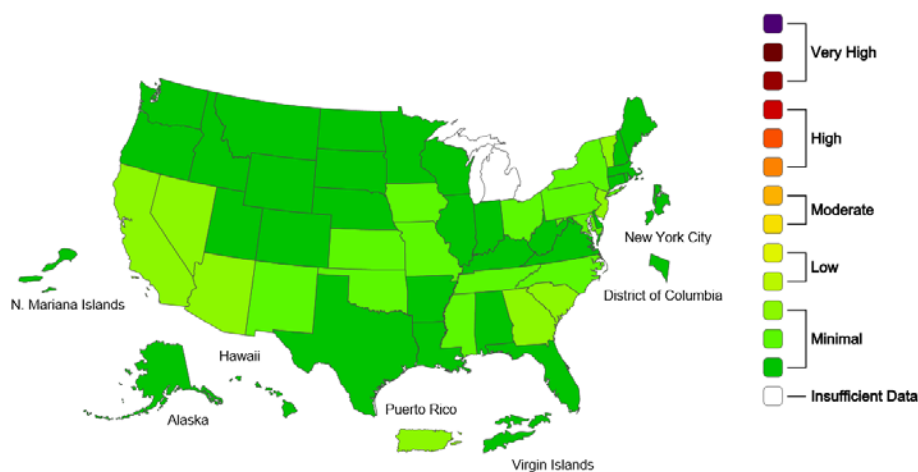 Very High
High
Moderate
Low
Minimal
Insufficient Data
New York City
District of Columbia
N. Mariana Islands
Hawaii
Alaska
Puerto Rico
Virgin Islands